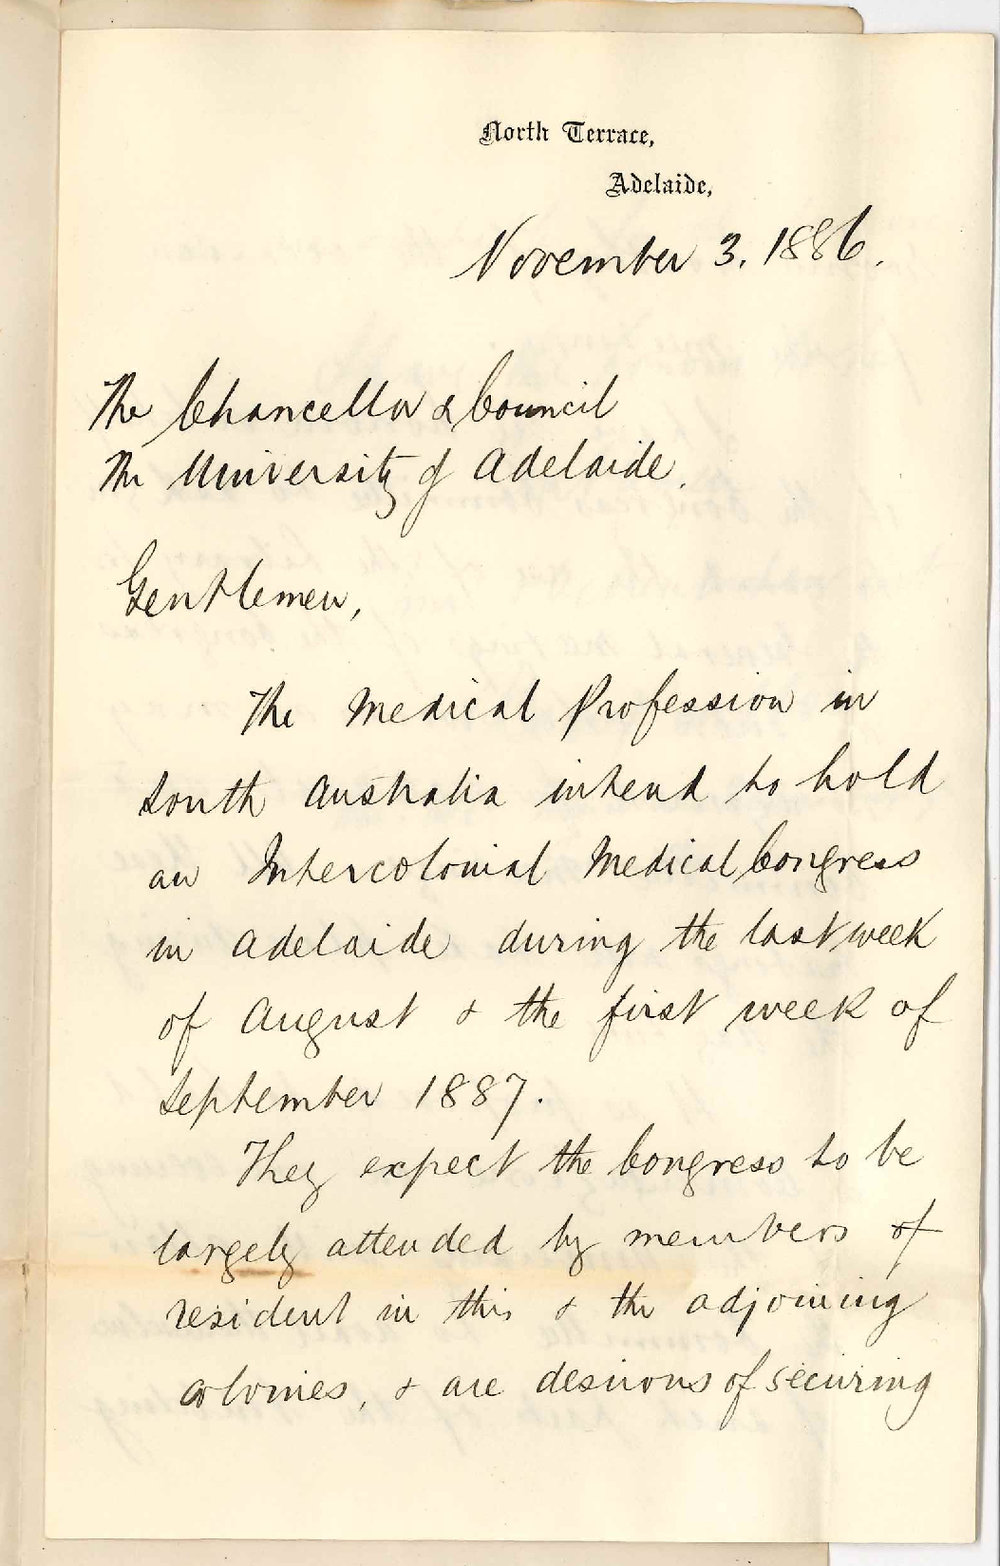 North Terrace,
Adelaide,
November 3. 1886.
The Chancellor & Council
The University of Adelaide.
Gentlemen,
The Medical Profession in
South Australia intend to hold
an Intercolonial Medical Congress
in Adelaide during the last week
of August & the first week of
September 1887.
They expect the Congress to be
largely attended by members of
resident in this & the adjoining
colonies, & are desirous of securing